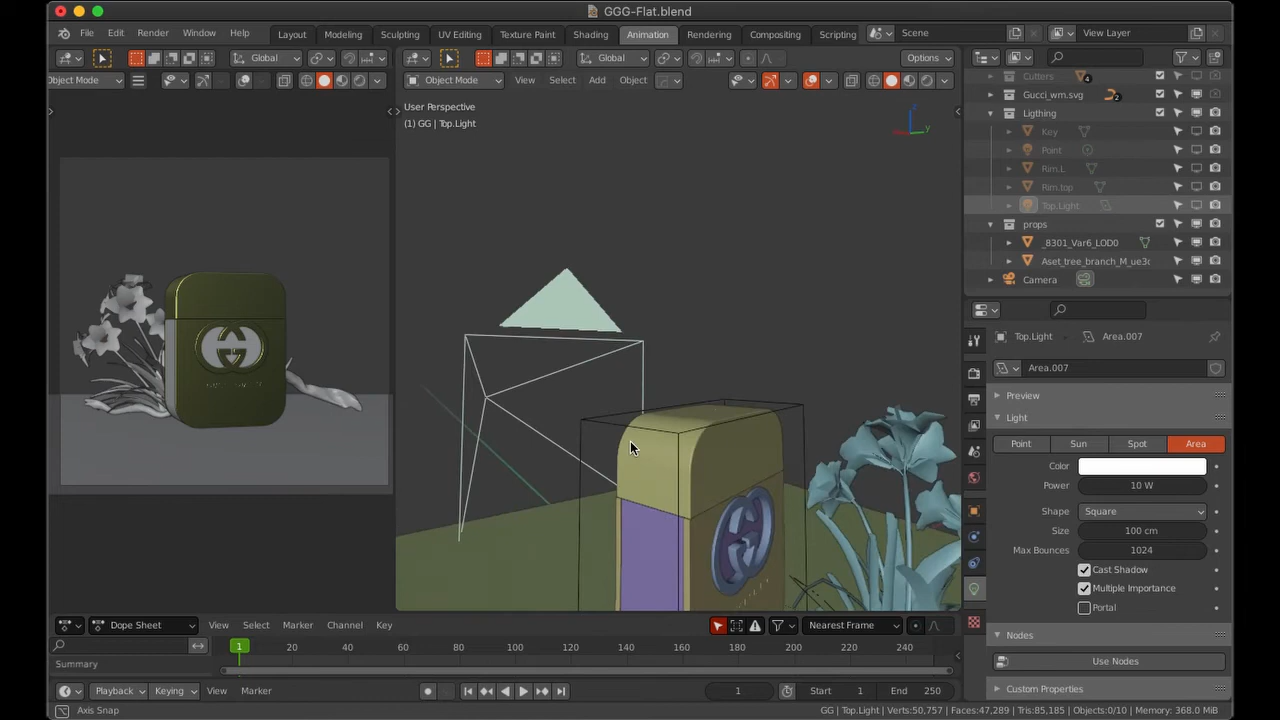 GGG-Flat.blend
File Edit Render Window Help Layout Modeling Sculpting UV Editing Texture Paint Shading Animation Rendering Compositing Scripting Scene View Layer
Global Global Options
bject Mode Object Mode View Select Add Object
User Perspective
(1) GG | Top.Light
Cutters 4
Gucci_wm.svg 2
Ligthing
Key
Point
Rim.L
Rim.top
Top.Light
props
_8301_Var6_LOD0
Aset_tree_branch_M_ue3c
Camera
Top.Light Area.007
Area.007
Preview
Light
Point Sun Spot Area
Color
Power 10 W
Shape Square
Size 100 cm
Max Bounces 1024
Cast Shadow
Multiple Importance
Portal
Nodes
Use Nodes
Custom Properties
Dope Sheet View Select Marker Channel Key Nearest Frame
1 20 40 60 80 100 120 140 160 180 200 220 240
Summary
Playback Keying View Marker 1 Start 1 End 250
Axis Snap GG | Top.Light | Verts:50,757 | Faces:47,289 | Tris:85,185 | Objects:0/10 | Memory: 368.0 MiB